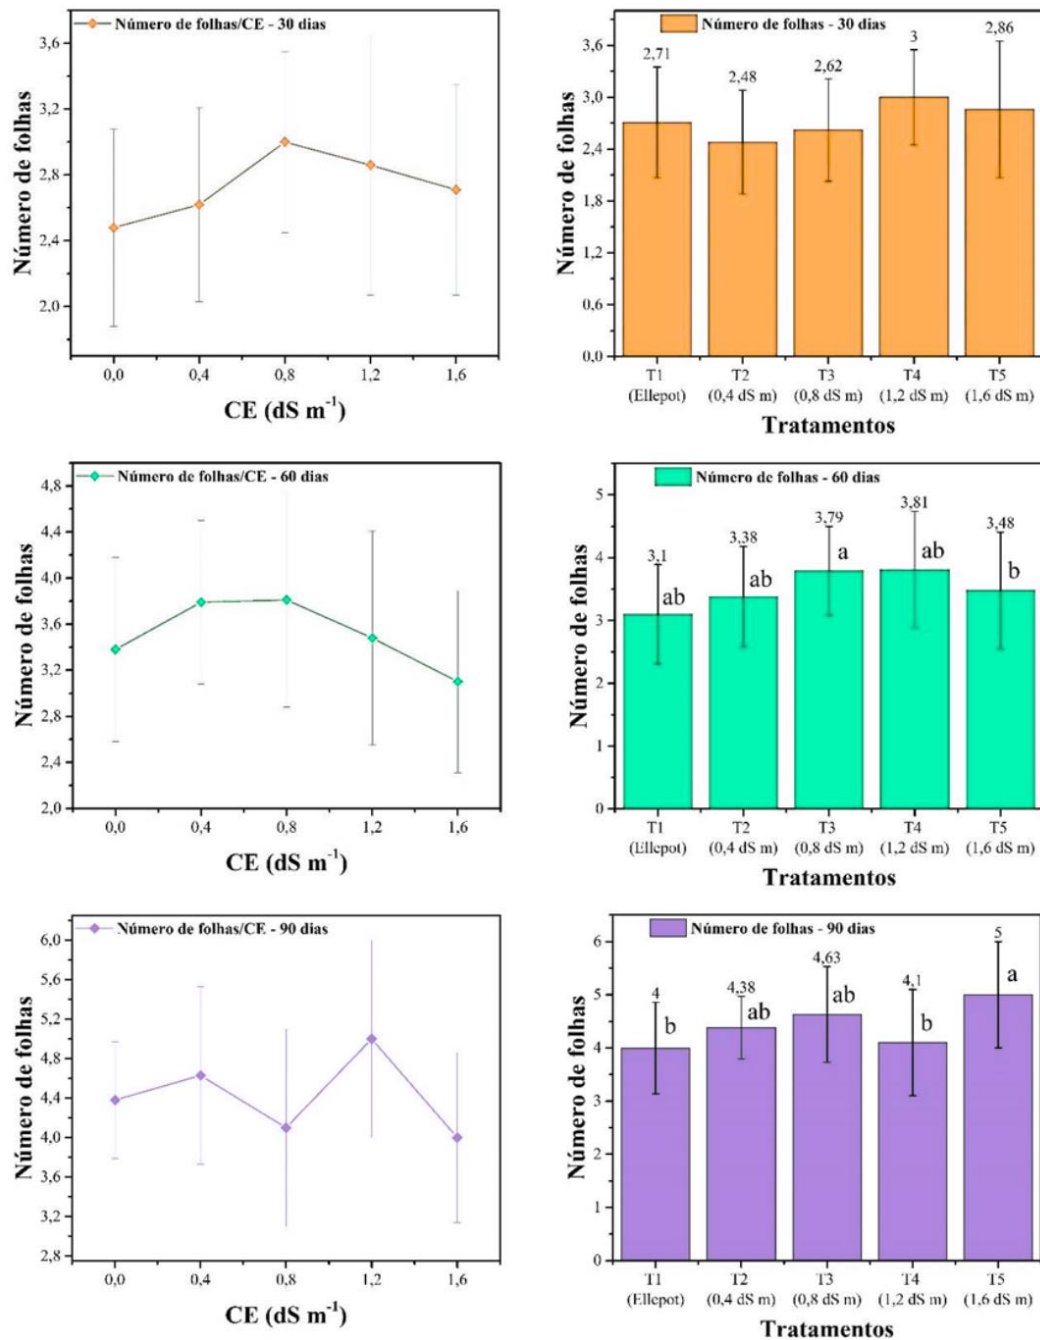 Número de folhas/CE - 30 dias
Número de folhas
3,6
3,2
2,8
2,4
2,0
0,0 0,4 0,8 1,2 1,6
CE (dS m⁻¹)
Número de folhas - 30 dias
Número de folhas
3,6
3,0
2,4
1,8
1,2
0,6
0,0
2,71 2,48 2,62 3 2,86
T1 T2 T3 T4 T5
(Ellepot) (0,4 dS m) (0,8 dS m) (1,2 dS m) (1,6 dS m)
Tratamentos
Número de folhas/CE - 60 dias
Número de folhas
4,8
4,4
4,0
3,6
3,2
2,8
2,4
2,0
0,0 0,4 0,8 1,2 1,6
CE (dS m⁻¹)
Número de folhas - 60 dias
Número de folhas
5
4
3
2
1
0
3,1 3,38 3,79 3,81 3,48
ab ab a ab b
T1 T2 T3 T4 T5
(Ellepot) (0,4 dS m) (0,8 dS m) (1,2 dS m) (1,6 dS m)
Tratamentos
Número de folhas/CE - 90 dias
Número de folhas
6,0
5,6
5,2
4,8
4,4
4,0
3,6
3,2
2,8
0,0 0,4 0,8 1,2 1,6
CE (dS m⁻¹)
Número de folhas - 90 dias
Número de folhas
6
5
4
3
2
1
0
4 4,38 4,63 4,1 5
b ab ab b a
T1 T2 T3 T4 T5
(Ellepot) (0,4 dS m) (0,8 dS m) (1,2 dS m) (1,6 dS m)
Tratamentos